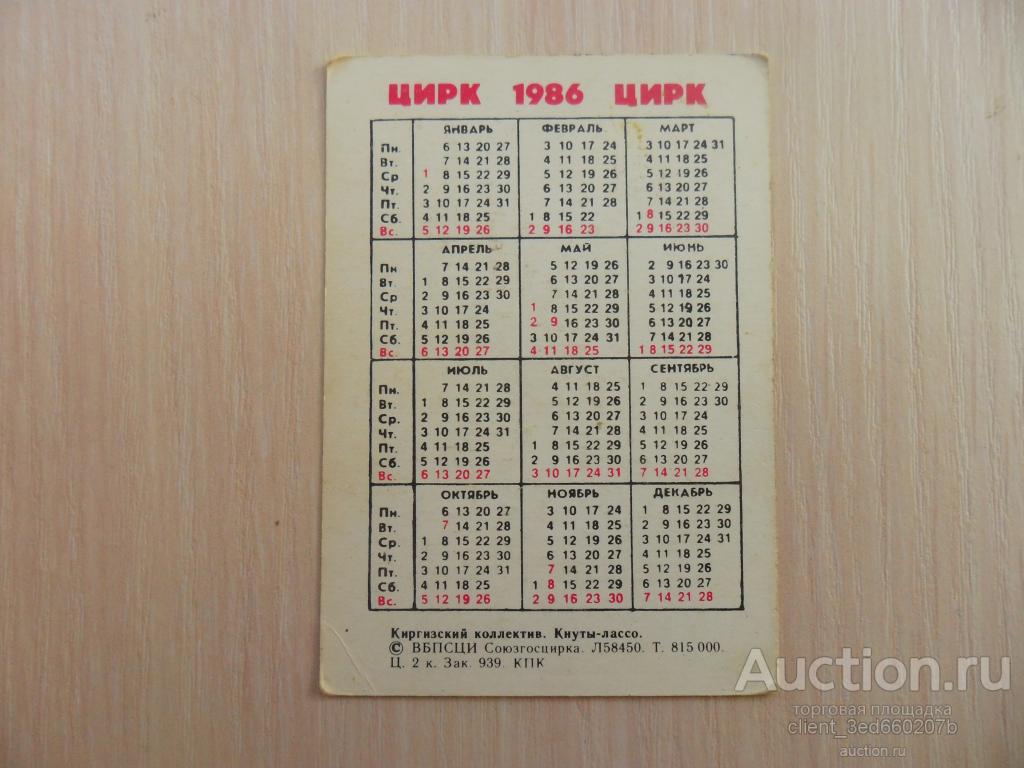 ЦИРК 1986 ЦИРК
ЯНВАРЬ ФЕВРАЛЬ МАРТ
Пн. 6 13 20 27 3 10 17 24 3 10 17 24 31
Вт. 7 14 21 28 4 11 18 25 4 11 18 25
Ср 1 8 15 22 29 5 12 19 26 5 12 19 26
Чт. 2 9 16 23 30 6 13 20 27 6 13 20 27
Пт. 3 10 17 24 31 7 14 21 28 7 14 21 28
Сб. 4 11 18 25 1 8 15 22 1 8 15 22 29
Вс. 5 12 19 26 2 9 16 23 2 9 16 23 30
АПРЕЛЬ МАЙ ИЮНЬ
Пн 7 14 21 28 5 12 19 26 2 9 16 23 30
Вт. 1 8 15 22 29 6 13 20 27 3 10 17 24
Ср 2 9 16 23 30 7 14 21 28 4 11 18 25
Чт. 3 10 17 24 1 8 15 22 29 5 12 19 26
Пт. 4 11 18 25 2 9 16 23 30 6 13 20 27
Сб. 5 12 19 26 3 10 17 24 31 7 14 21 28
Вс. 6 13 20 27 4 11 18 25 1 8 15 22 29
ИЮЛЬ АВГУСТ СЕНТЯБРЬ
Пн. 7 14 21 28 4 11 18 25 1 8 15 22 29
Вт. 1 8 15 22 29 5 12 19 26 2 9 16 23 30
Ср. 2 9 16 23 30 6 13 20 27 3 10 17 24
Чт. 3 10 17 24 31 7 14 21 28 4 11 18 25
Пт. 4 11 18 25 1 8 15 22 29 5 12 19 26
Сб. 5 12 19 26 2 9 16 23 30 6 13 20 27
Вс. 6 13 20 27 3 10 17 24 31 7 14 21 28
ОКТЯБРЬ НОЯБРЬ ДЕКАБРЬ
Пн. 6 13 20 27 3 10 17 24 1 8 15 22 29
Вт. 7 14 21 28 4 11 18 25 2 9 16 23 30
Ср. 1 8 15 22 29 5 12 19 26 3 10 17 24 31
Чт. 2 9 16 23 30 6 13 20 27 4 11 18 25
Пт. 3 10 17 24 31 7 14 21 28 5 12 19 26
Сб. 4 11 18 25 1 8 15 22 29 6 13 20 27
Вс. 5 12 19 26 2 9 16 23 30 7 14 21 28
Киргизский коллектив. Кнуты-лассо.
© ВБПСЦИ Союзгосцирка. Л58450. Т. 815 000.
Ц. 2 к. Зак. 939. КПК
Auction.ru
торговая площадка
client_3ed660207b
auction.ru